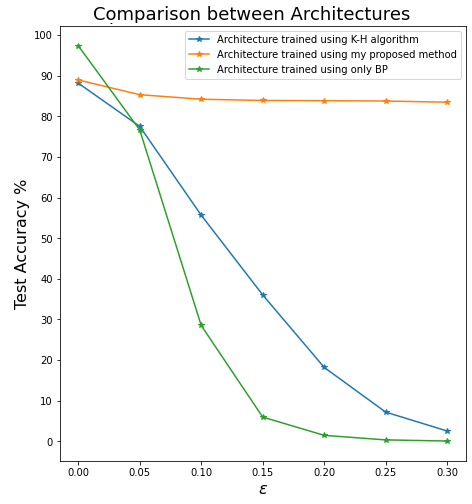 Comparison between Architectures
Architecture trained using K-H algorithm
Architecture trained using my proposed method
Architecture trained using only BP
Test Accuracy %
100
90
80
70
60
50
40
30
20
10
0
0.00 0.05 0.10 0.15 0.20 0.25 0.30
ε